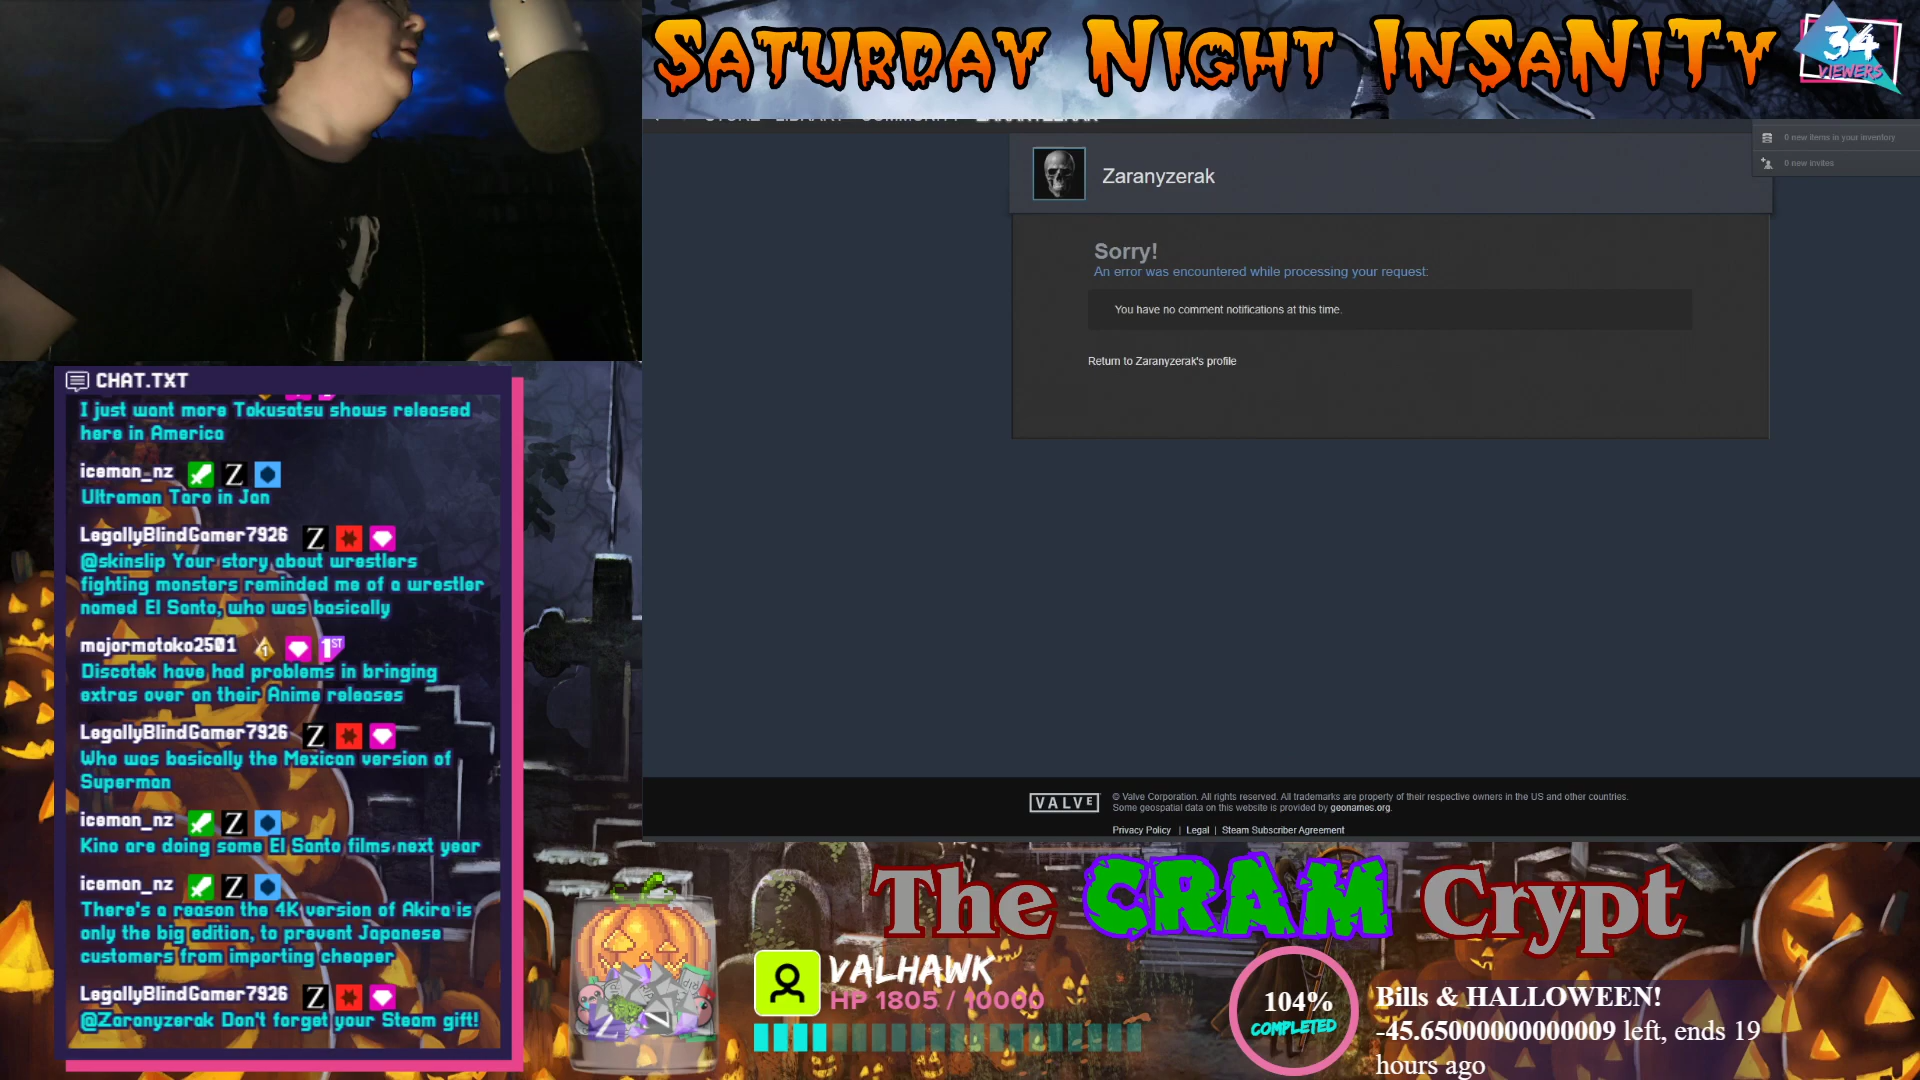 SATURDAY NIGHT INSANITY
34
VIEWERS
STORE LIBRARY COMMUNITY ZARANYZERAK
0 new items in your inventory
0 new invites
Zaranyzerak
Sorry!
An error was encountered while processing your request:
You have no comment notifications at this time.
Return to Zaranyzerak's profile
CHAT.TXT
I just want more Tokusatsu shows released
here in America
iceman_nz Z
Ultraman Taro in Jan
LegallyBlindGamer7926 Z
@skinslip Your story about wrestlers
fighting monsters reminded me of a wrestler
named El Santo, who was basically
majormotoko2501 1 1ST
Discotek have had problems in bringing
extras over on their Anime releases
LegallyBlindGamer7926 Z
Who was basically the Mexican version of
Superman
iceman_nz Z
Kino are doing some El Santo films next year
iceman_nz Z
There's a reason the 4K version of Akira is
only the big edition, to prevent Japanese
customers from importing cheaper
LegallyBlindGamer7926 Z
@Zaranyzerak Don't forget your Steam gift!
VALVE
© Valve Corporation. All rights reserved. All trademarks are property of their respective owners in the US and other countries.
Some geospatial data on this website is provided by geonames.org.
Privacy Policy | Legal | Steam Subscriber Agreement
The CRAM Crypt
VALHAWK
HP 1805 / 10000
104%
COMPLETED
Bills & HALLOWEEN!
-45.65000000000009 left, ends 19
hours ago